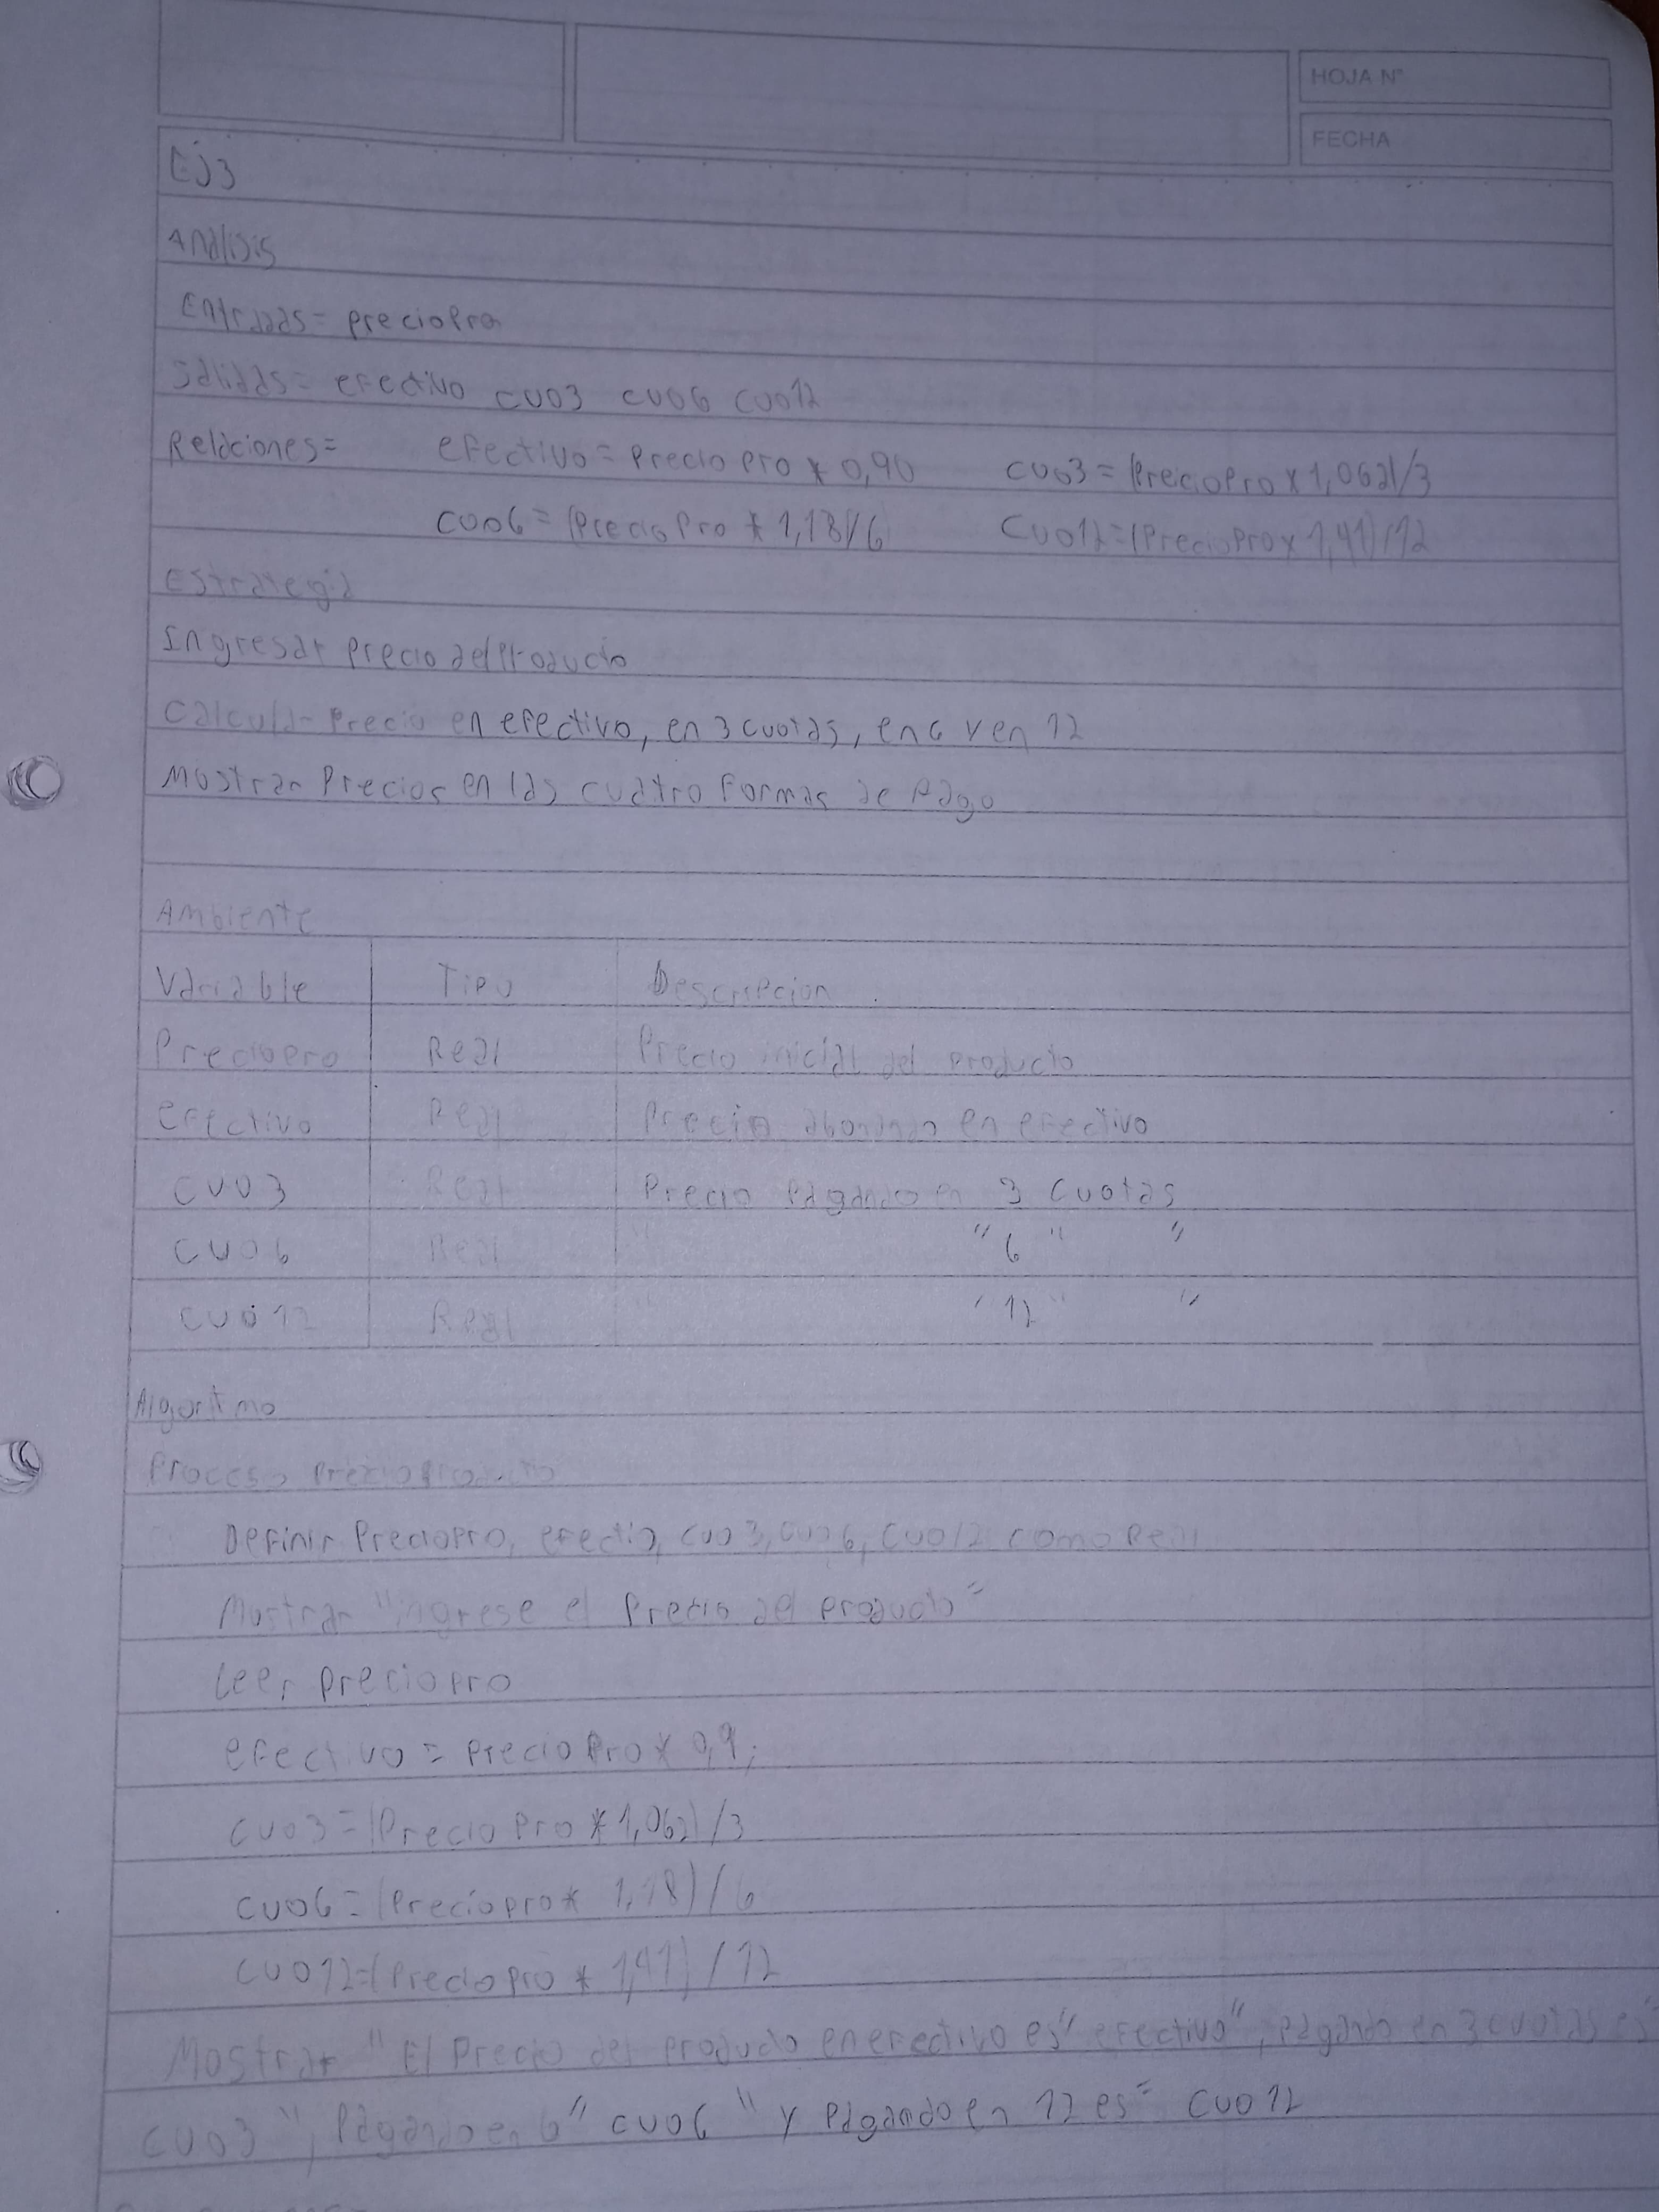 HOJA N°
FECHA
Ej3
Analisis
Entradas= precioPro
Salidas= efectivo cuo3 cuo6 cuo12
Relaciones= efectivo= Precio Pro * 0,90 cuo3= (PrecioPro * 1,062)/3
cuo6= (Precio Pro * 1,18)/6 Cuo12=(PrecioPro * 1,41)/12
Estrategia
Ingresar precio del Producto
Calcular Precio en efectivo, en 3 cuotas, en 6 y en 12
Mostrar Precios en las cuatro Formas de Pago
Ambiente
Variable Tipo Descripcion
Preciopro Real Precio inicial del producto
efectivo Real Precio abonando en efectivo
cuo3 Real Precio Pagando en 3 cuotas
cuo6 Real " " 6 " "
cuo12 Real " " 12 " "
Algoritmo
Proceso
Definir Preciopro, efectio, cuo3, cuo6, cuo12 como Real
Mostrar "ingrese el Precio del producto"
Leer preciopro
efectivo = precio Pro * 0,9;
cuo3=(Precio Pro * 1,062)/3
cuo6=(Preciopro* 1,18)/6
cuo12=(Precio pro * 1,41)/12
Mostrar "El Precio del producto en efectivo es" efectivo", pagando en 3 cuotas es"
cuo3 ", Pagando en 6" cuo6 " y Pagando en 12 es" cuo12